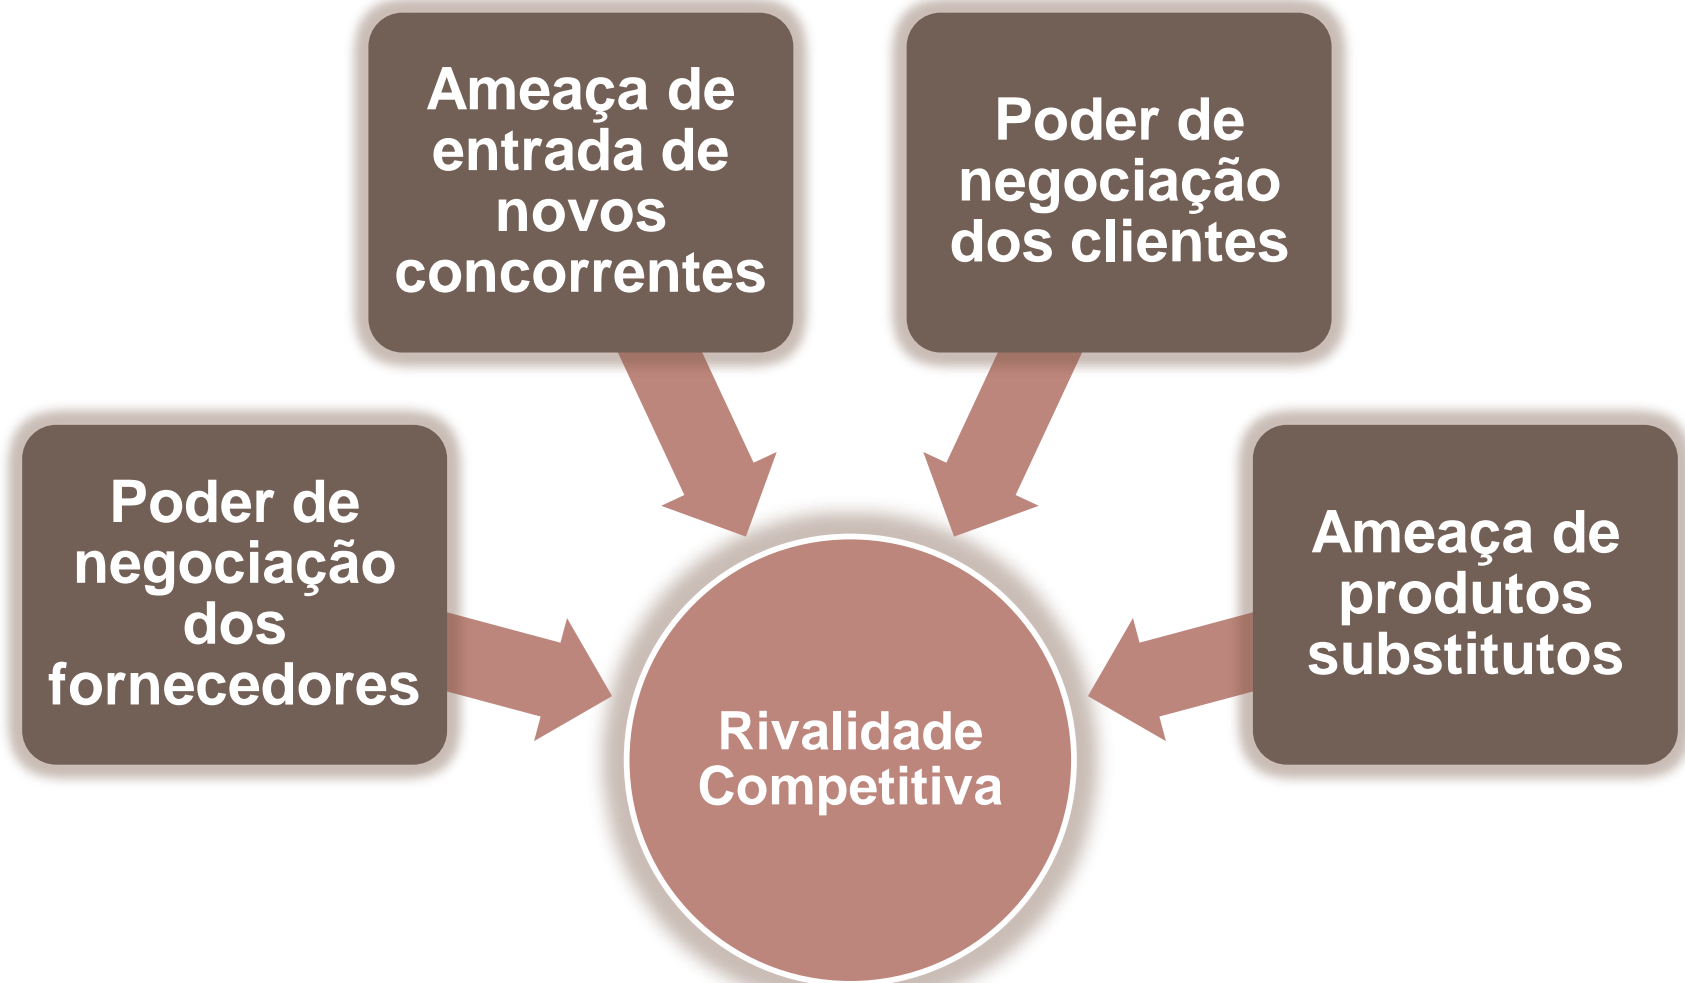 Ameaça de
entrada de
novos
concorrentes
Poder de
negociação
dos clientes
Poder de
negociação
dos
fornecedores
Ameaça de
produtos
substitutos
Rivalidade
Competitiva